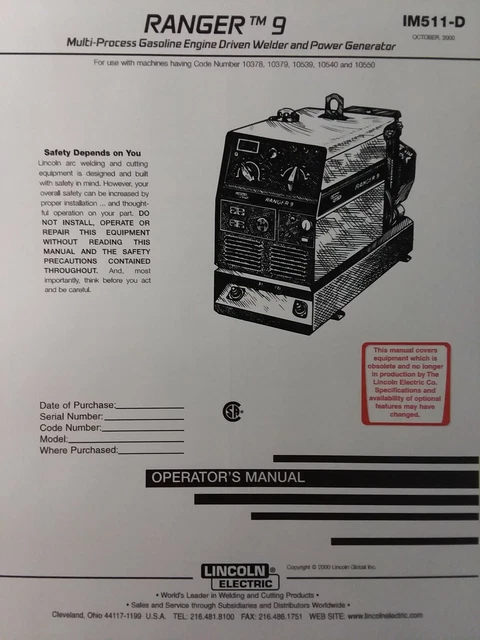 RANGER™ 9
IM511-D
OCTOBER, 2000
Multi-Process Gasoline Engine Driven Welder and Power Generator
For use with machines having Code Number 10378, 10379, 10539, 10540 and 10550
Safety Depends on You
Lincoln arc welding and cutting
equipment is designed and built
with safety in mind. However, your
overall safety can be increased by
proper installation ... and thought-
ful operation on your part. DO
NOT INSTALL, OPERATE OR
REPAIR THIS EQUIPMENT
WITHOUT READING THIS
MANUAL AND THE SAFETY
PRECAUTIONS CONTAINED
THROUGHOUT. And, most
importantly, think before you act
and be careful.
RANGER 9
This manual covers
equipment which is
obsolete and no longer
in production by The
Lincoln Electric Co.
Specifications and
availability of optional
features may have
changed.
Date of Purchase:
Serial Number:
Code Number:
Model:
Where Purchased:
OPERATOR'S MANUAL
Copyright © 2000 Lincoln Global Inc.
LINCOLN
ELECTRIC
• World's Leader in Welding and Cutting Products •
• Sales and Service through Subsidiaries and Distributors Worldwide •
Cleveland, Ohio 44117-1199 U.S.A. TEL: 216.481.8100 FAX: 216.486.1751 WEB SITE: www.lincolnelectric.com